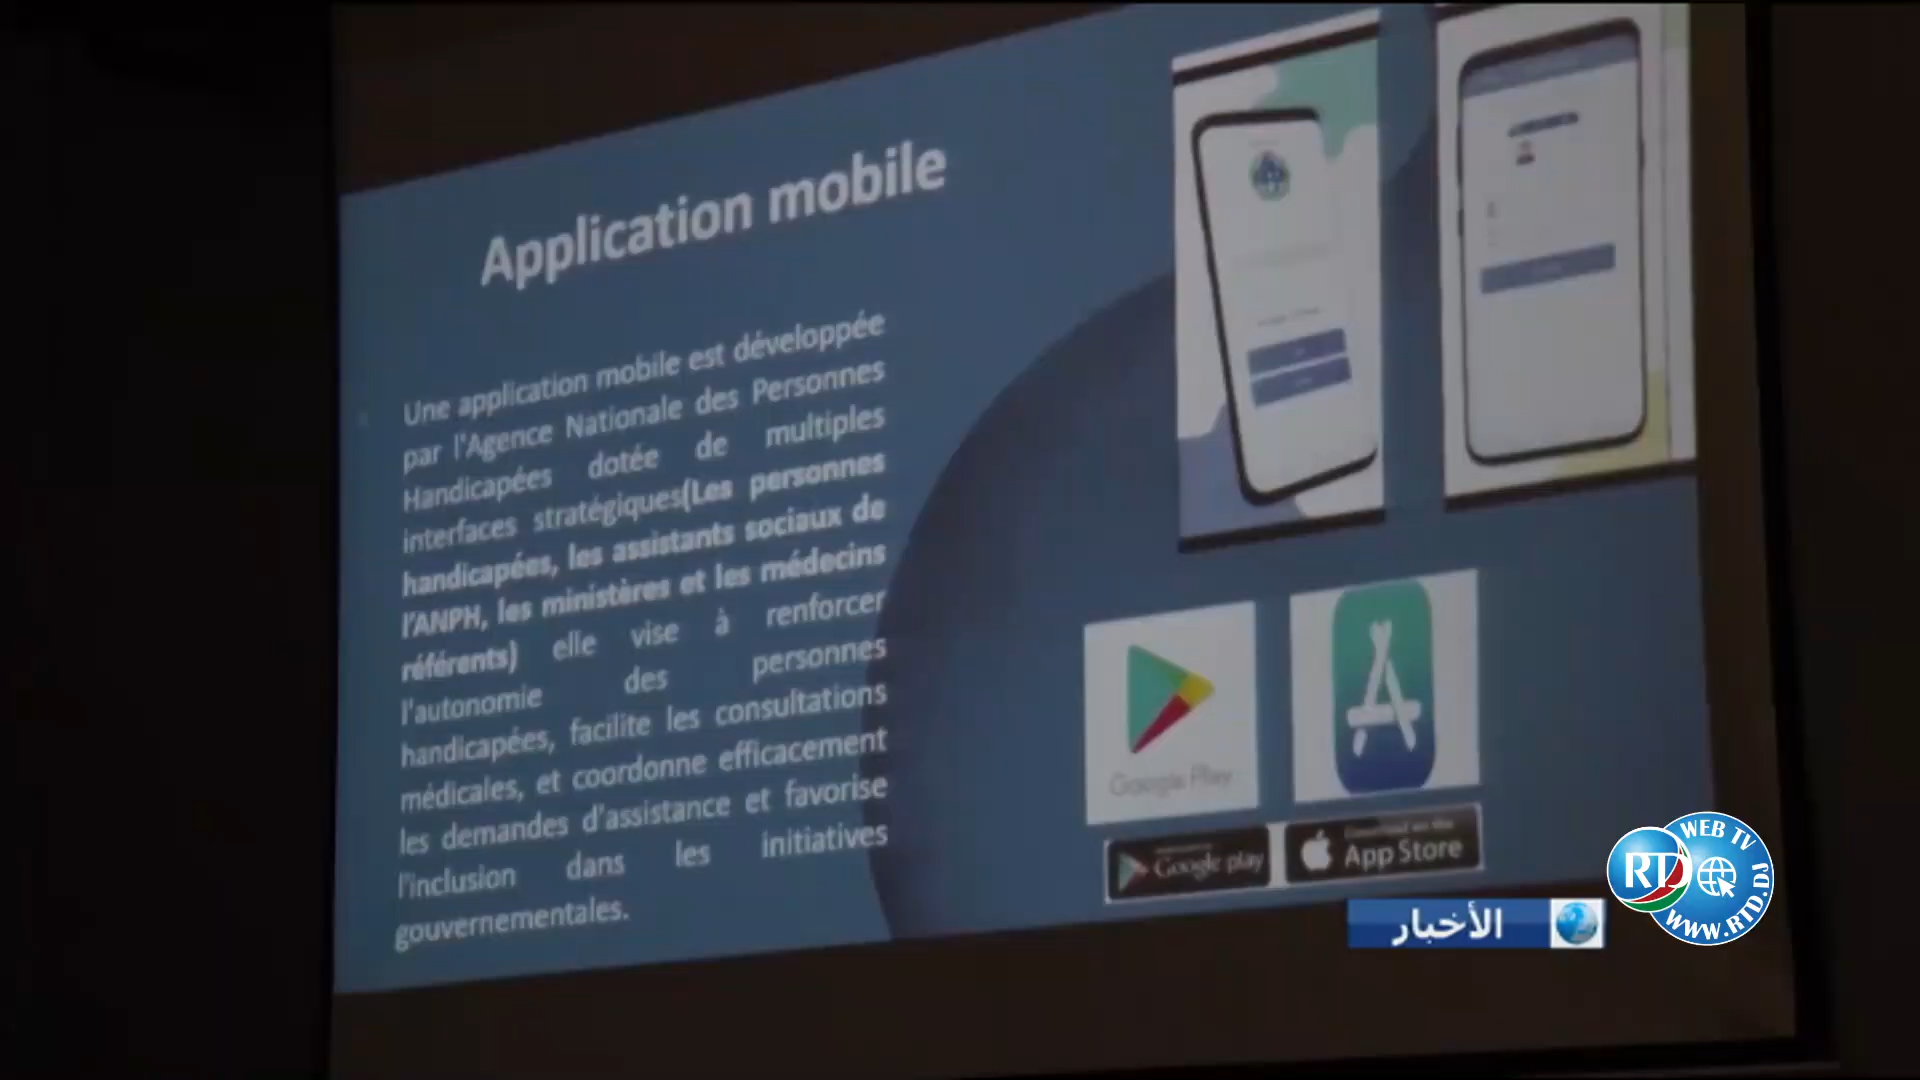 Application mobile
Une application mobile est développée
par l'Agence Nationale des Personnes
Handicapées dotée de multiples
interfaces stratégiques(Les personnes
handicapées, les assistants sociaux de
l'ANPH, les ministères et les médecins
référents) elle vise à renforcer
l'autonomie des personnes
handicapées, facilite les consultations
médicales, et coordonne efficacement
les demandes d'assistance et favorise
l'inclusion dans les initiatives
gouvernementales.
Google Play
Google play
Download on the
App Store
الأخبار
RTD
WEB TV
WWW.RTD.DJ